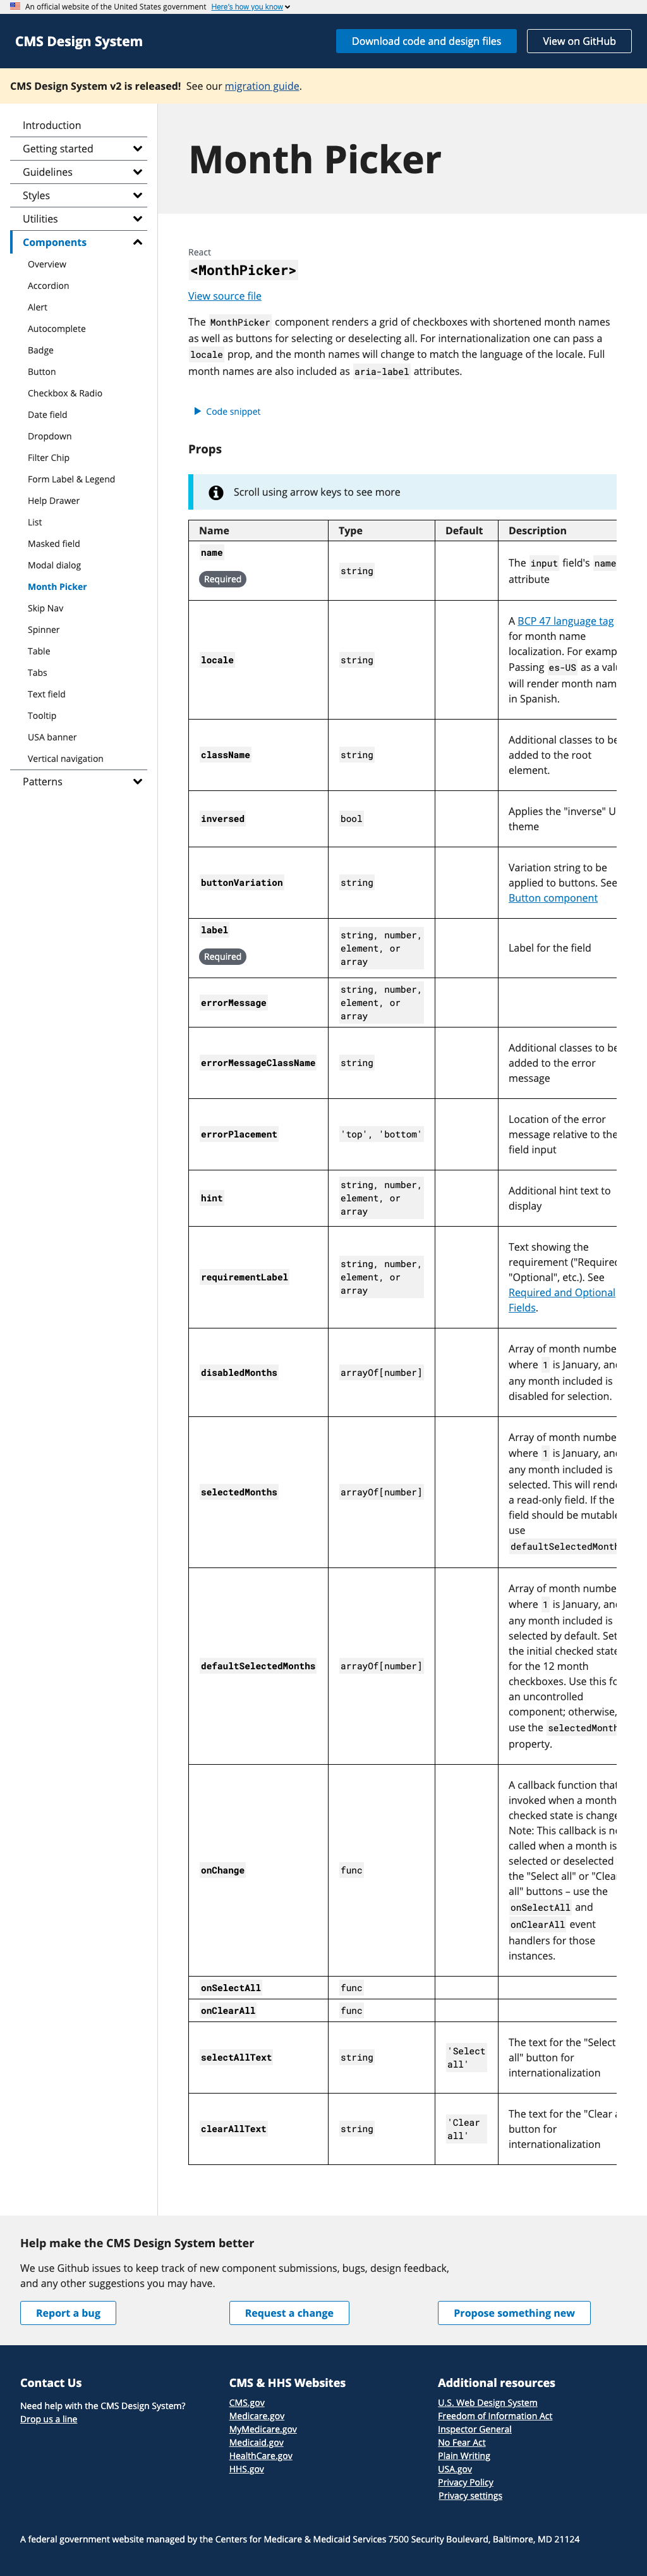 An official website of the United States government Here's how you know
CMS Design System
Download code and design files
View on GitHub
CMS Design System v2 is released! See our migration guide.
Introduction
Getting started
Guidelines
Styles
Utilities
Components
Overview
Accordion
Alert
Autocomplete
Badge
Button
Checkbox & Radio
Date field
Dropdown
Filter Chip
Form Label & Legend
Help Drawer
List
Masked field
Modal dialog
Month Picker
Skip Nav
Spinner
Table
Tabs
Text field
Tooltip
USA banner
Vertical navigation
Patterns
Month Picker
React
<MonthPicker>
View source file
The MonthPicker component renders a grid of checkboxes with shortened month names
as well as buttons for selecting or deselecting all. For internationalization one can pass a
locale prop, and the month names will change to match the language of the locale. Full
month names are also included as aria-label attributes.
Code snippet
Props
Scroll using arrow keys to see more
Name Type Default Description
name
Required
string
The input field's name
attribute
locale
string
A BCP 47 language tag
for month name
localization. For examp
Passing es-US as a valu
will render month nam
in Spanish.
className
string
Additional classes to be
added to the root
element.
inversed
bool
Applies the "inverse" U
theme
buttonVariation
string
Variation string to be
applied to buttons. See
Button component
label
Required
string, number,
element, or
array
Label for the field
errorMessage
string, number,
element, or
array
errorMessageClassName
string
Additional classes to be
added to the error
message
errorPlacement
'top', 'bottom'
Location of the error
message relative to the
field input
hint
string, number,
element, or
array
Additional hint text to
display
requirementLabel
string, number,
element, or
array
Text showing the
requirement ("Required
"Optional", etc.). See
Required and Optional
Fields.
disabledMonths
arrayOf[number]
Array of month numbe
where 1 is January, and
any month included is
disabled for selection.
selectedMonths
arrayOf[number]
Array of month numbe
where 1 is January, and
any month included is
selected. This will rende
a read-only field. If the
field should be mutable
use
defaultSelectedMonth
defaultSelectedMonths
arrayOf[number]
Array of month numbe
where 1 is January, and
any month included is
selected by default. Set
the initial checked state
for the 12 month
checkboxes. Use this fo
an uncontrolled
component; otherwise,
use the selectedMonth
property.
onChange
func
A callback function that
invoked when a month
checked state is change
Note: This callback is no
called when a month is
selected or deselected
the "Select all" or "Clea
all" buttons – use the
onSelectAll and
onClearAll event
handlers for those
instances.
onSelectAll
func
onClearAll
func
selectAllText
string
'Select
all'
The text for the "Select
all" button for
internationalization
clearAllText
string
'Clear
all'
The text for the "Clear a
button for
internationalization
Help make the CMS Design System better
We use Github issues to keep track of new component submissions, bugs, design feedback,
and any other suggestions you may have.
Report a bug
Request a change
Propose something new
Contact Us
Need help with the CMS Design System?
Drop us a line
CMS & HHS Websites
CMS.gov
Medicare.gov
MyMedicare.gov
Medicaid.gov
HealthCare.gov
HHS.gov
Additional resources
U.S. Web Design System
Freedom of Information Act
Inspector General
No Fear Act
Plain Writing
USA.gov
Privacy Policy
Privacy settings
A federal government website managed by the Centers for Medicare & Medicaid Services 7500 Security Boulevard, Baltimore, MD 21124